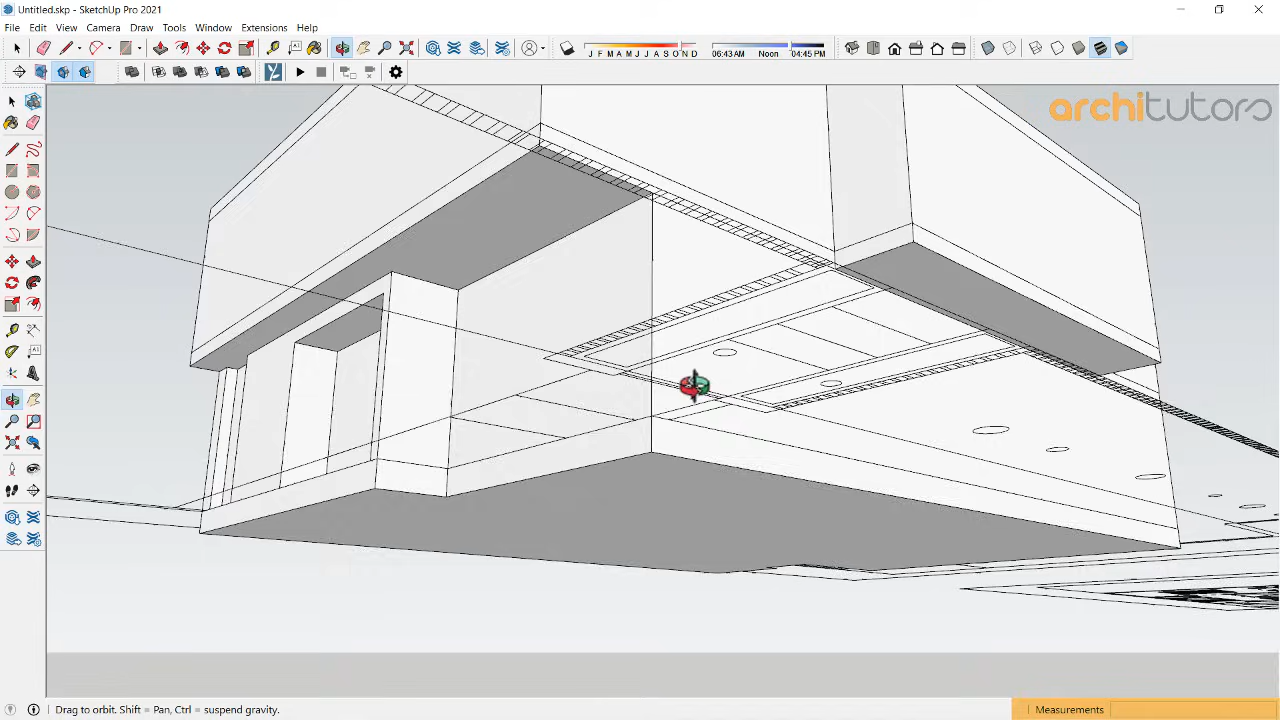 Untitled.skp - SketchUp Pro 2021
File Edit View Camera Draw Tools Window Extensions Help
J F M A M J J A S O N D
06:43 AM Noon 04:45 PM
architutors
Drag to orbit. Shift = Pan, Ctrl = suspend gravity.
Measurements